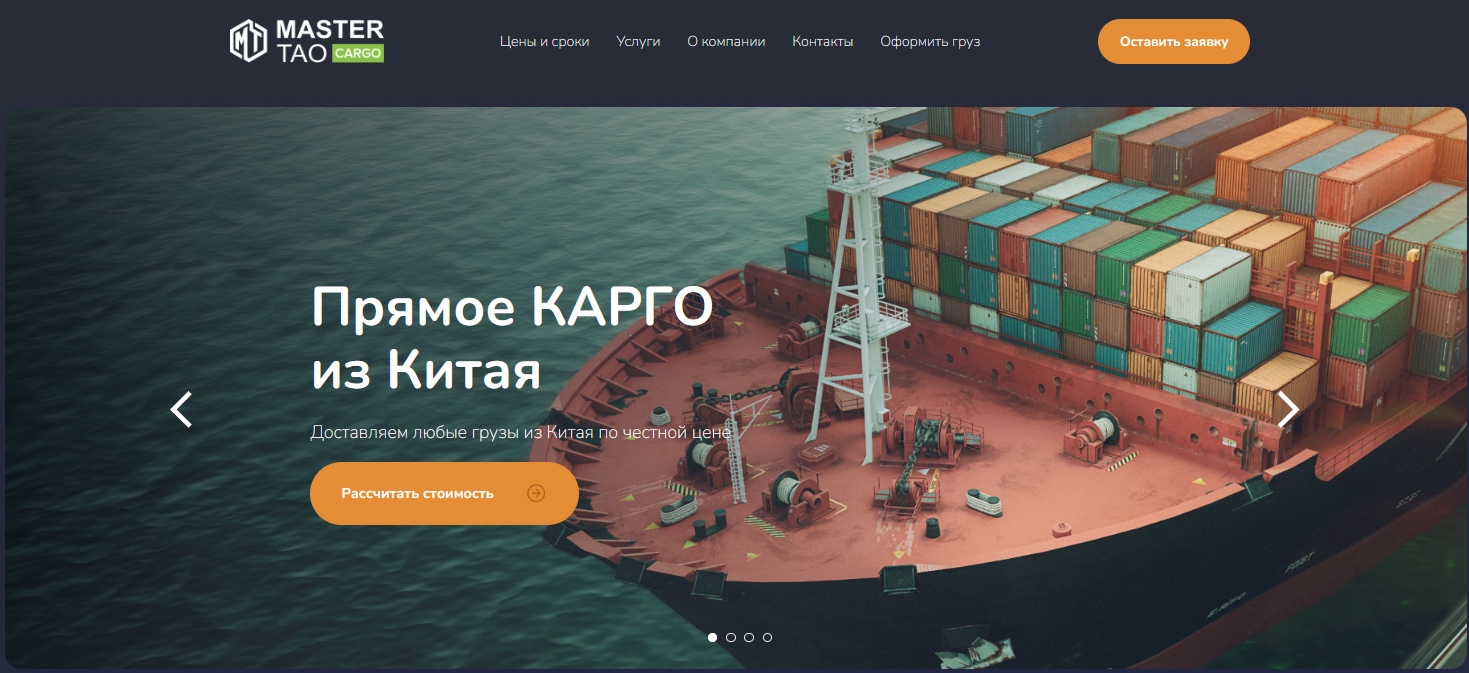 MASTER
TAO CARGO
Цены и сроки
Услуги
О компании
Контакты
Оформить груз
Оставить заявку
Прямое КАРГО
из Китая
Доставляем любые грузы из Китая по честной цене
Рассчитать стоимость